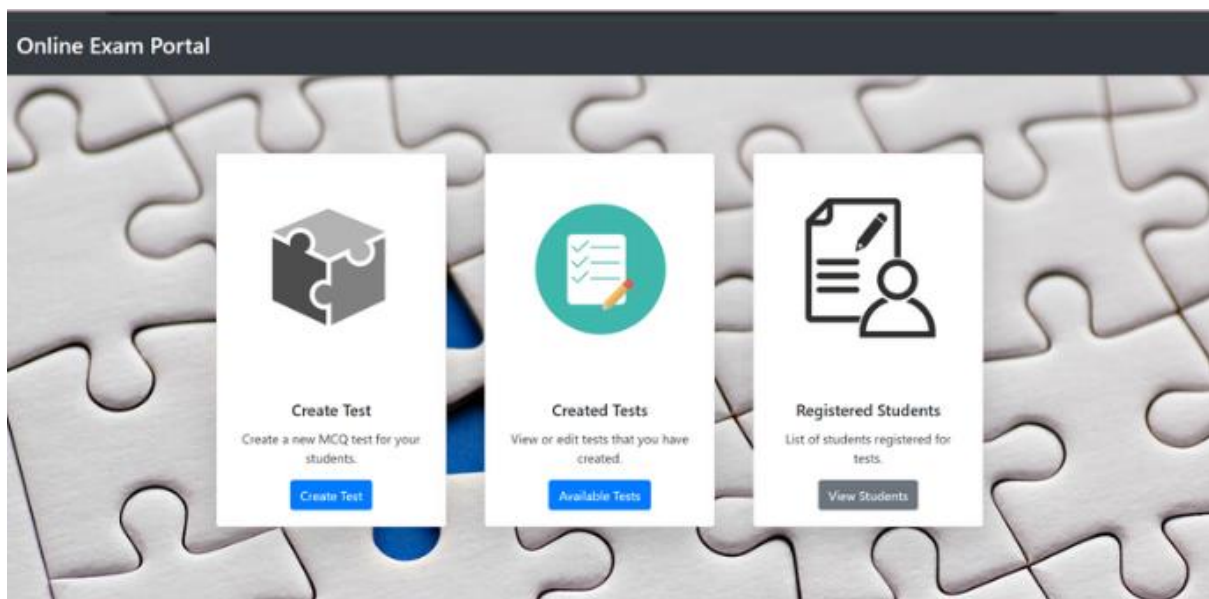 Online Exam Portal
Create Test
Create a new MCQ test for your
students.
Create Test
Created Tests
View or edit tests that you have
created.
Available Tests
Registered Students
List of students registered for
tests.
View Students